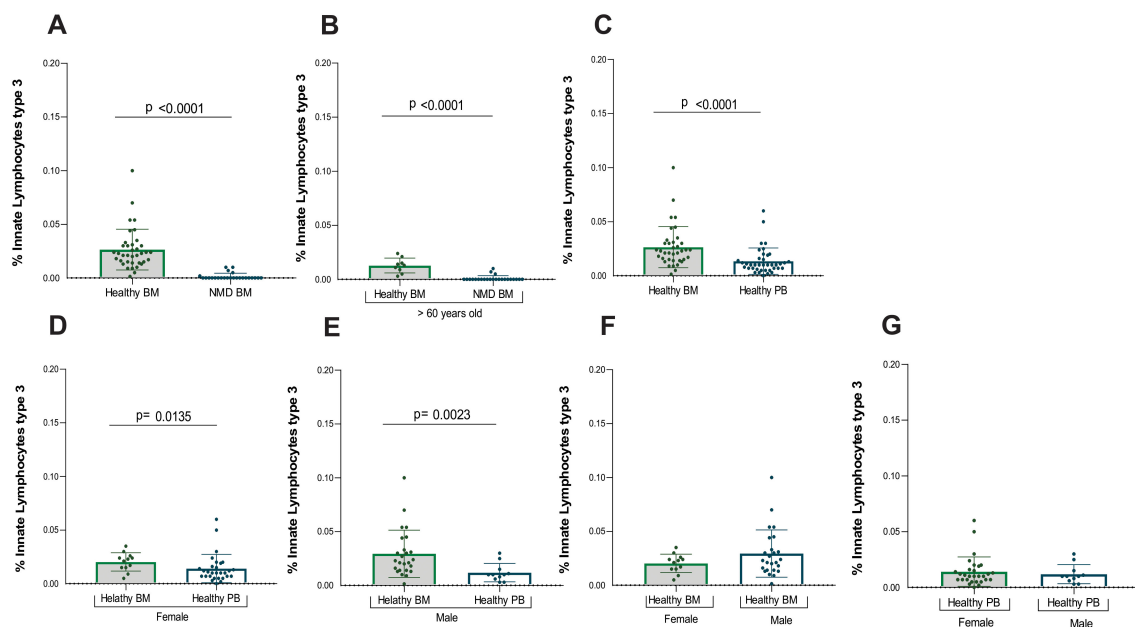 A
% Innate Lymphocytes type 3
0.20
0.15
0.10
0.05
0.00
p <0.0001
Healthy BM NMD BM
B
% Innate Lymphocytes type 3
0.20
0.15
0.10
0.05
0.00
p <0.0001
Healthy BM NMD BM
> 60 years old
C
% Innate Lymphocytes type 3
0.20
0.15
0.10
0.05
0.00
p <0.0001
Healthy BM Healthy PB
D
% Innate Lymphocytes type 3
0.20
0.15
0.10
0.05
0.00
p= 0.0135
Helathy BM Healthy PB
Female
E
% Innate Lymphocytes type 3
0.20
0.15
0.10
0.05
0.00
p= 0.0023
Helathy BM Healthy PB
Male
F
% Innate Lymphocytes type 3
0.20
0.15
0.10
0.05
0.00
Healthy BM Healthy BM
Female Male
G
% Innate Lymphocytes type 3
0.20
0.15
0.10
0.05
0.00
Healthy PB Healthy PB
Female Male